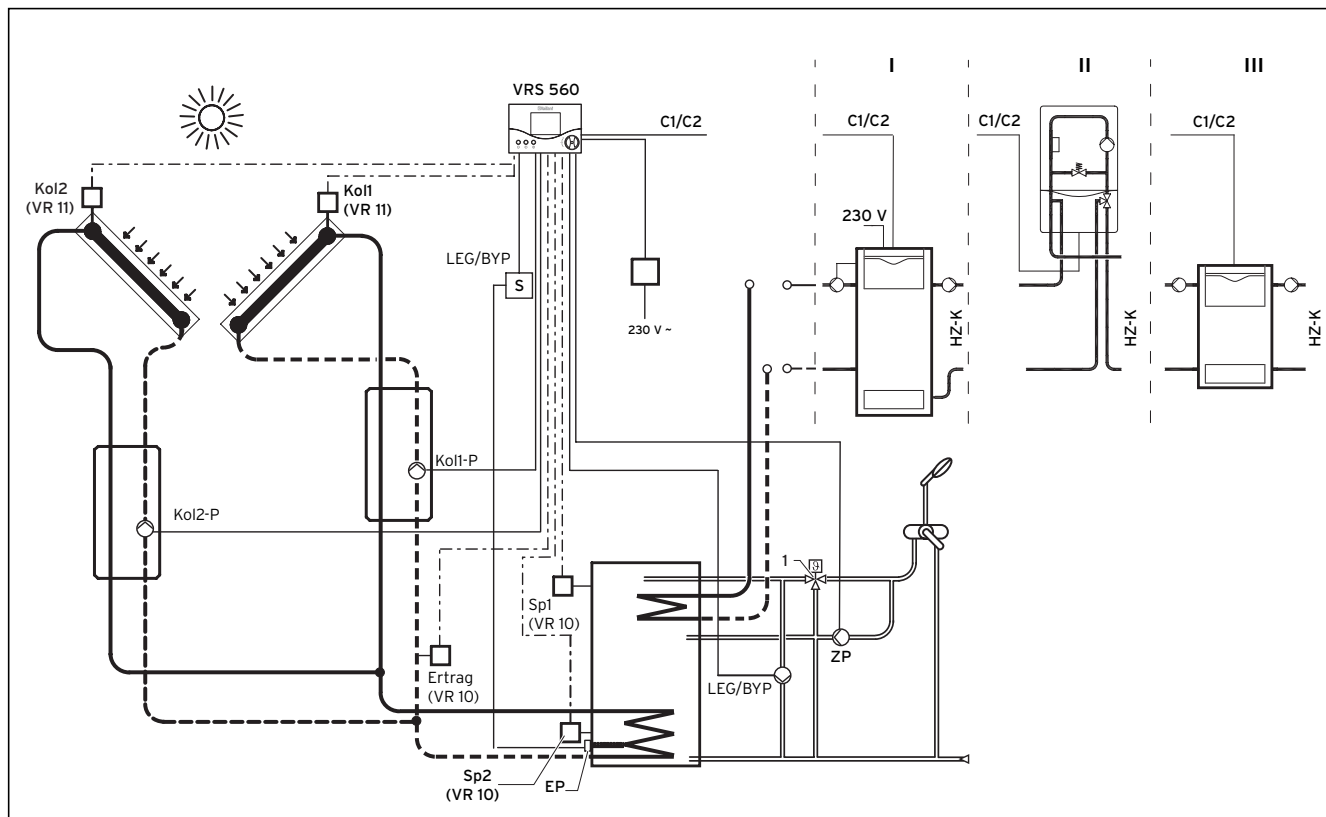 I
II
III
VRS 560
C1/C2
C1/C2
C1/C2
C1/C2
Kol2
(VR 11)
Kol1
(VR 11)
230 V
LEG/BYP
S
230 V ~
HZ-K
HZ-K
HZ-K
Kol1-P
Kol2-P
1
Sp1
(VR 10)
ZP
Ertrag
(VR 10)
LEG/BYP
Sp2
(VR 10)
EP